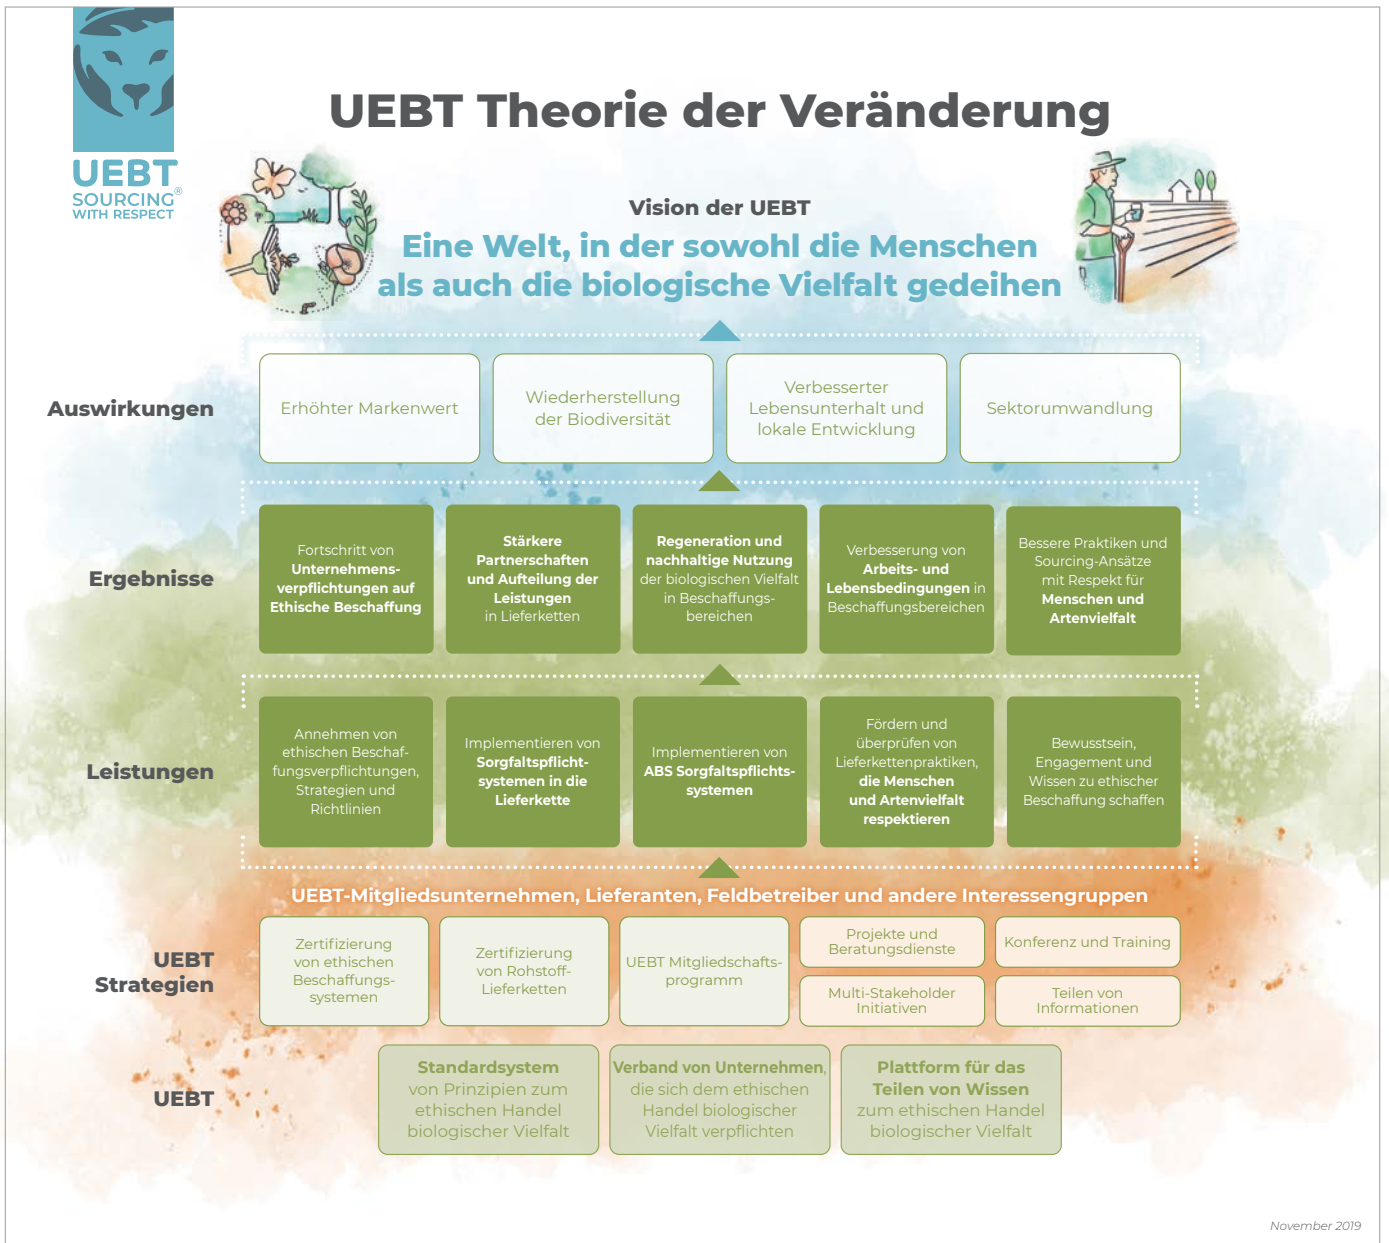 UEBT
SOURCING®
WITH RESPECT
UEBT Theorie der Veränderung
Vision der UEBT
Eine Welt, in der sowohl die Menschen
als auch die biologische Vielfalt gedeihen
Auswirkungen
Erhöhter Markenwert
Wiederherstellung
der Biodiversität
Verbesserter
Lebensunterhalt und
lokale Entwicklung
Sektorumwandlung
Ergebnisse
Fortschritt von
Unternehmens-
verpflichtungen auf
Ethische Beschaffung
Stärkere
Partnerschaften
und Aufteilung der
Leistungen
in Lieferketten
Regeneration und
nachhaltige Nutzung
der biologischen Vielfalt
in Beschaffungs-
bereichen
Verbesserung von
Arbeits- und
Lebensbedingungen in
Beschaffungsbereichen
Bessere Praktiken und
Sourcing-Ansätze
mit Respekt für
Menschen und
Artenvielfalt
Leistungen
Annehmen von
ethischen Beschaf-
fungsverpflichtungen,
Strategien und
Richtlinien
Implementieren von
Sorgfaltspflicht-
systemen in die
Lieferkette
Implementieren von
ABS Sorgfaltspflichts-
systemen
Fördern und
überprüfen von
Lieferkettenpraktiken,
die Menschen
und Artenvielfalt
respektieren
Bewusstsein,
Engagement und
Wissen zu ethischer
Beschaffung schaffen
UEBT-Mitgliedsunternehmen, Lieferanten, Feldbetreiber und andere Interessengruppen
UEBT
Strategien
Zertifizierung
von ethischen
Beschaffungs-
systemen
Zertifizierung
von Rohstoff-
Lieferketten
UEBT Mitgliedschafts-
programm
Projekte und
Beratungsdienste
Konferenz und Training
Multi-Stakeholder
Initiativen
Teilen von
Informationen
UEBT
Standardsystem
von Prinzipien zum
ethischen Handel
biologischer Vielfalt
Verband von Unternehmen,
die sich dem ethischen
Handel biologischer
Vielfalt verpflichten
Plattform für das
Teilen von Wissen
zum ethischen Handel
biologischer Vielfalt
November 2019